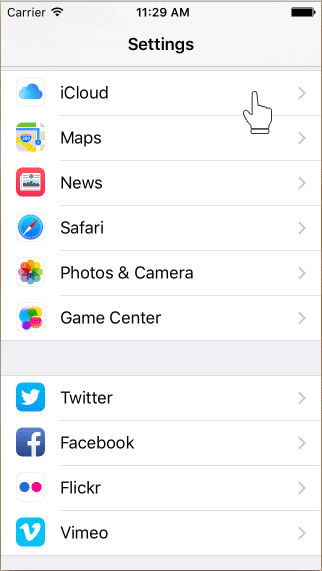 Carrier 11:29 AM
Settings
iCloud
Maps
News
Safari
Photos & Camera
Game Center
Twitter
Facebook
Flickr
Vimeo